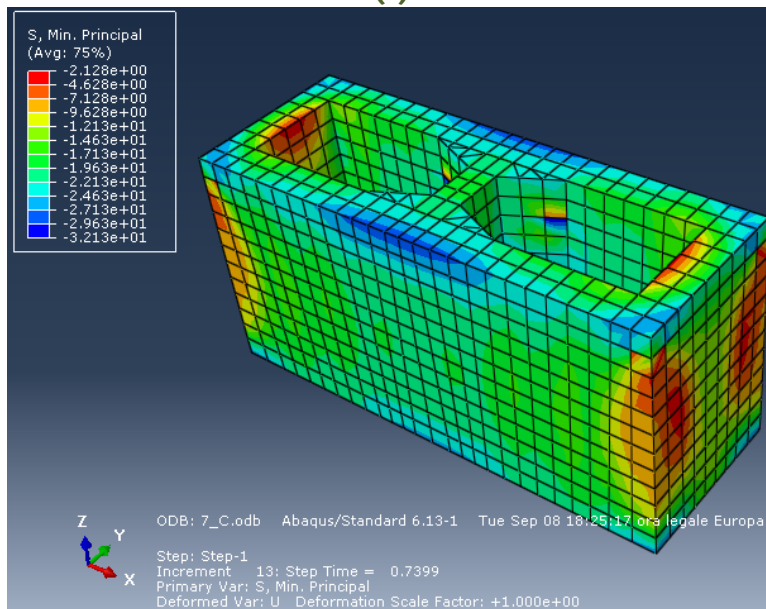 S, Min. Principal
(Avg: 75%)
-2.128e+00
-4.628e+00
-7.128e+00
-9.628e+00
-1.213e+01
-1.463e+01
-1.713e+01
-1.963e+01
-2.213e+01
-2.463e+01
-2.713e+01
-2.963e+01
-3.213e+01
Z
Y
X
ODB: 7_C.odb Abaqus/Standard 6.13-1 Tue Sep 08 18:25:17 ora legale Europa
Step: Step-1
Increment 13: Step Time = 0.7399
Primary Var: S, Min. Principal
Deformed Var: U Deformation Scale Factor: +1.000e+00